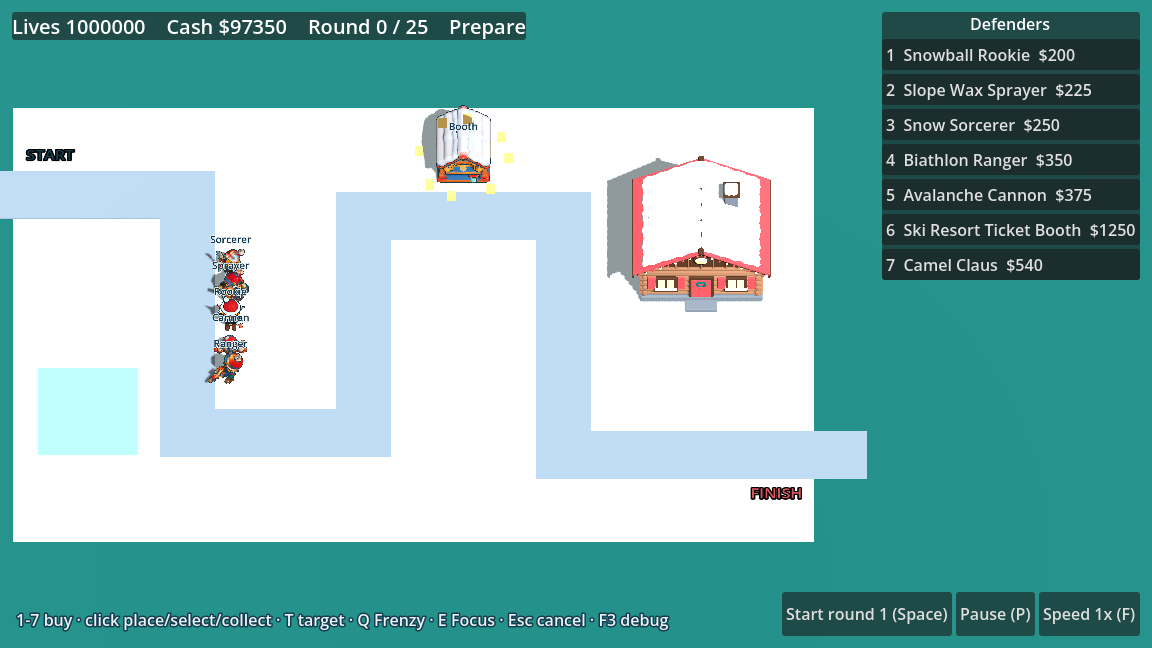 Lives 1000000 Cash $97350 Round 0 / 25 Prepare
Defenders
1 Snowball Rookie $200
2 Slope Wax Sprayer $225
3 Snow Sorcerer $250
4 Biathlon Ranger $350
5 Avalanche Cannon $375
6 Ski Resort Ticket Booth $1250
7 Camel Claus $540
Booth
START
Sorcerer
Sprayer
Rookie
Cannon
Ranger
FINISH
1-7 buy · click place/select/collect · T target · Q Frenzy · E Focus · Esc cancel · F3 debug
Start round 1 (Space)
Pause (P)
Speed 1x (F)